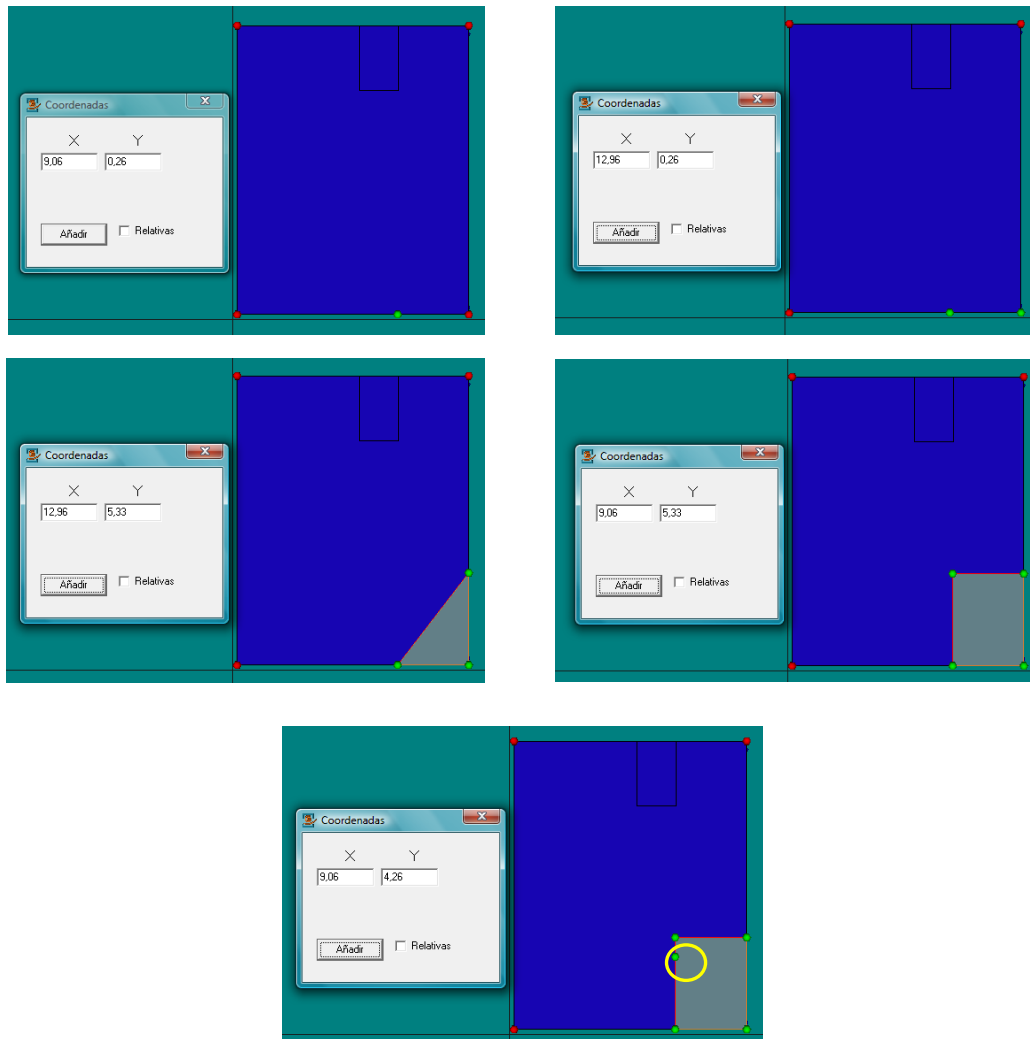 Coordenadas
X Y
9,06 0,26
Añadir Relativas
Coordenadas
X Y
12,96 0,26
Añadir Relativas
Coordenadas
X Y
12,96 5,33
Añadir Relativas
Coordenadas
X Y
9,06 5,33
Añadir Relativas
Coordenadas
X Y
9,06 4,26
Añadir Relativas